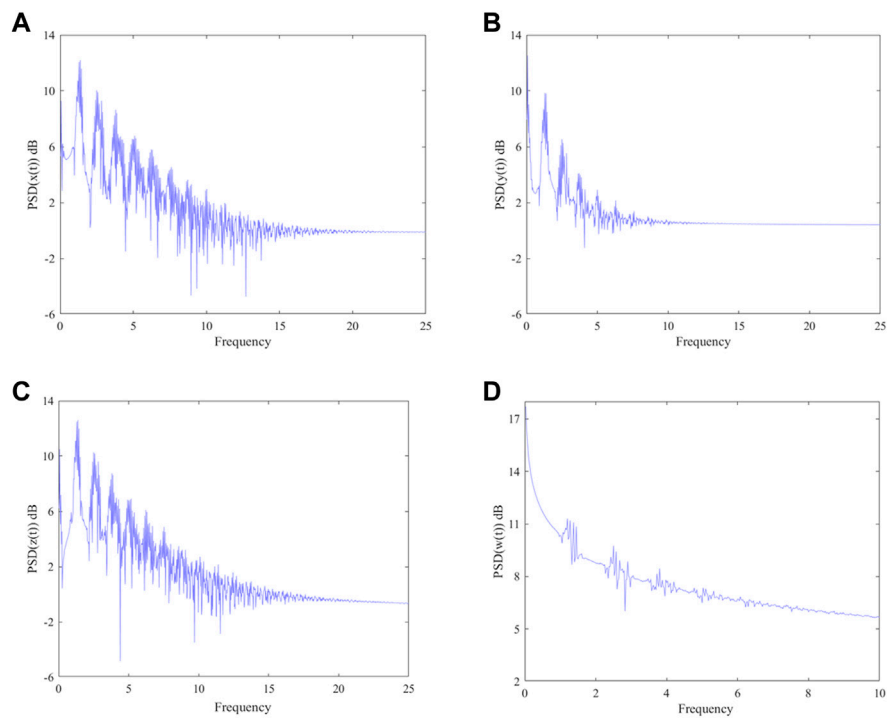 A
14
10
6
2
-2
-6
PSD(x(t)) dB
0 5 10 15 20 25
Frequency
B
14
10
6
2
-2
-6
PSD(y(t)) dB
0 5 10 15 20 25
Frequency
C
14
10
6
2
-2
-6
PSD(z(t)) dB
0 5 10 15 20 25
Frequency
D
17
14
11
8
5
2
PSD(w(t)) dB
0 2 4 6 8 10
Frequency